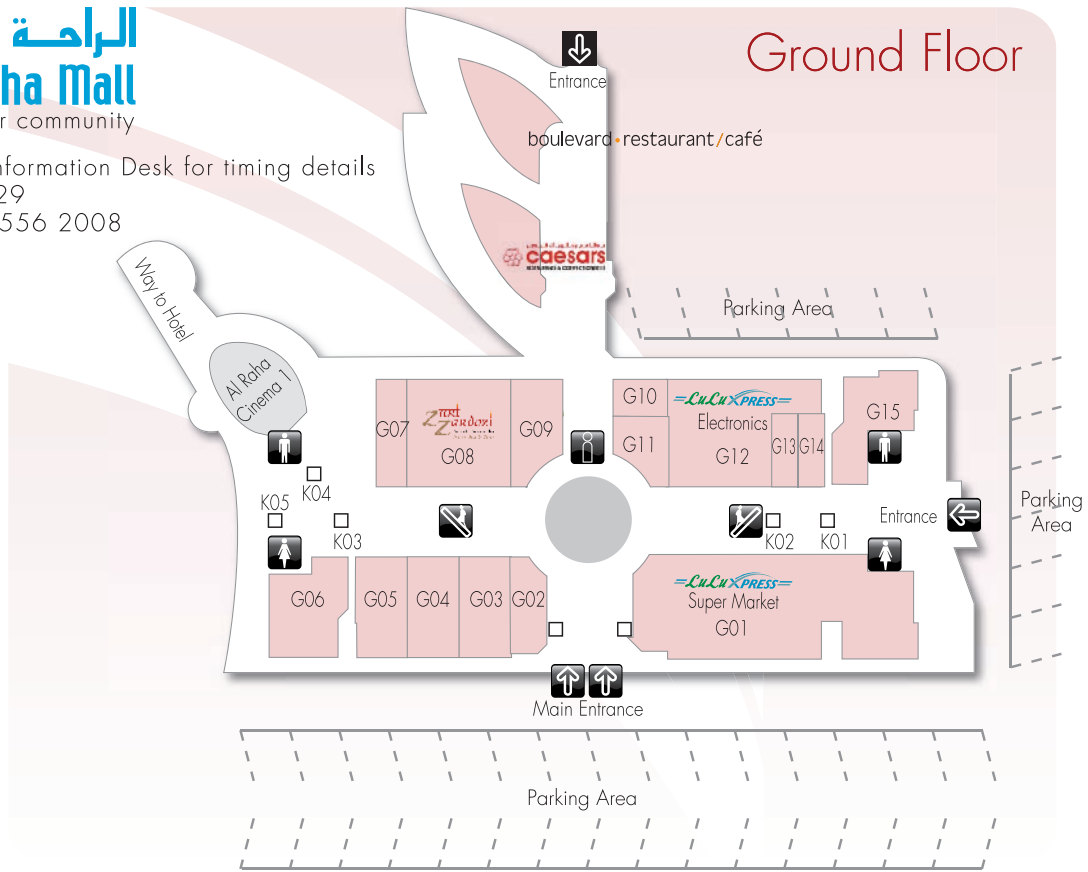 الراحة
ha Mall
r community
nformation Desk for timing details
29
556 2008
Ground Floor
Entrance
boulevard • restaurant/café
caesars
Parking Area
Way to Hotel
Al Raha
Cinema 1
G07
Zari
Zardozi
G08
G09
G10
G11
LuLu XPRESS
Electronics
G12
G13
G14
G15
K04
K05
K03
K02
K01
Entrance
Parking
Area
G06
G05
G04
G03
G02
LuLu XPRESS
Super Market
G01
Main Entrance
Parking Area